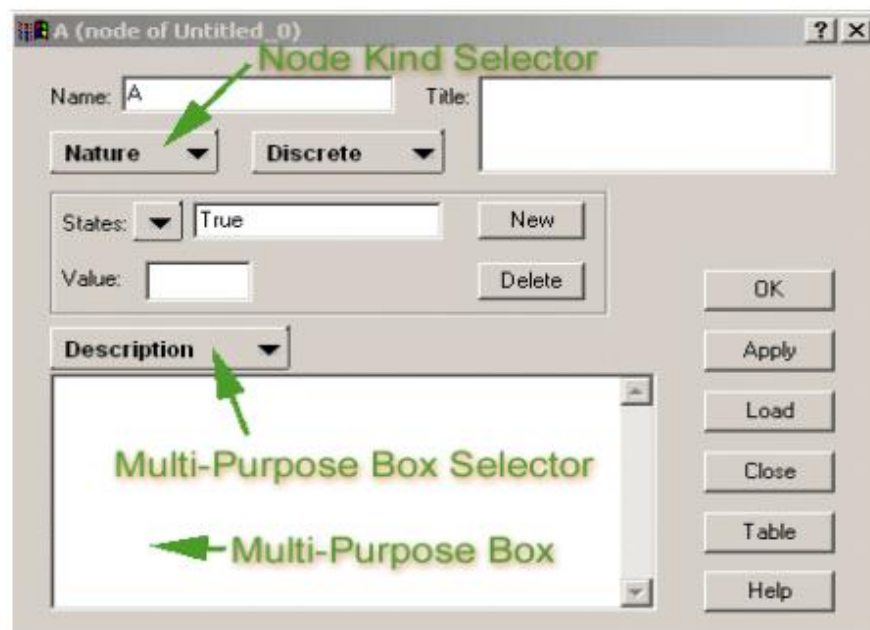 A (node of Untitled_0)
Node Kind Selector
Name: A
Title:
Nature
Discrete
States: True
New
Value:
Delete
OK
Description
Apply
Load
Multi-Purpose Box Selector
Close
Multi-Purpose Box
Table
Help